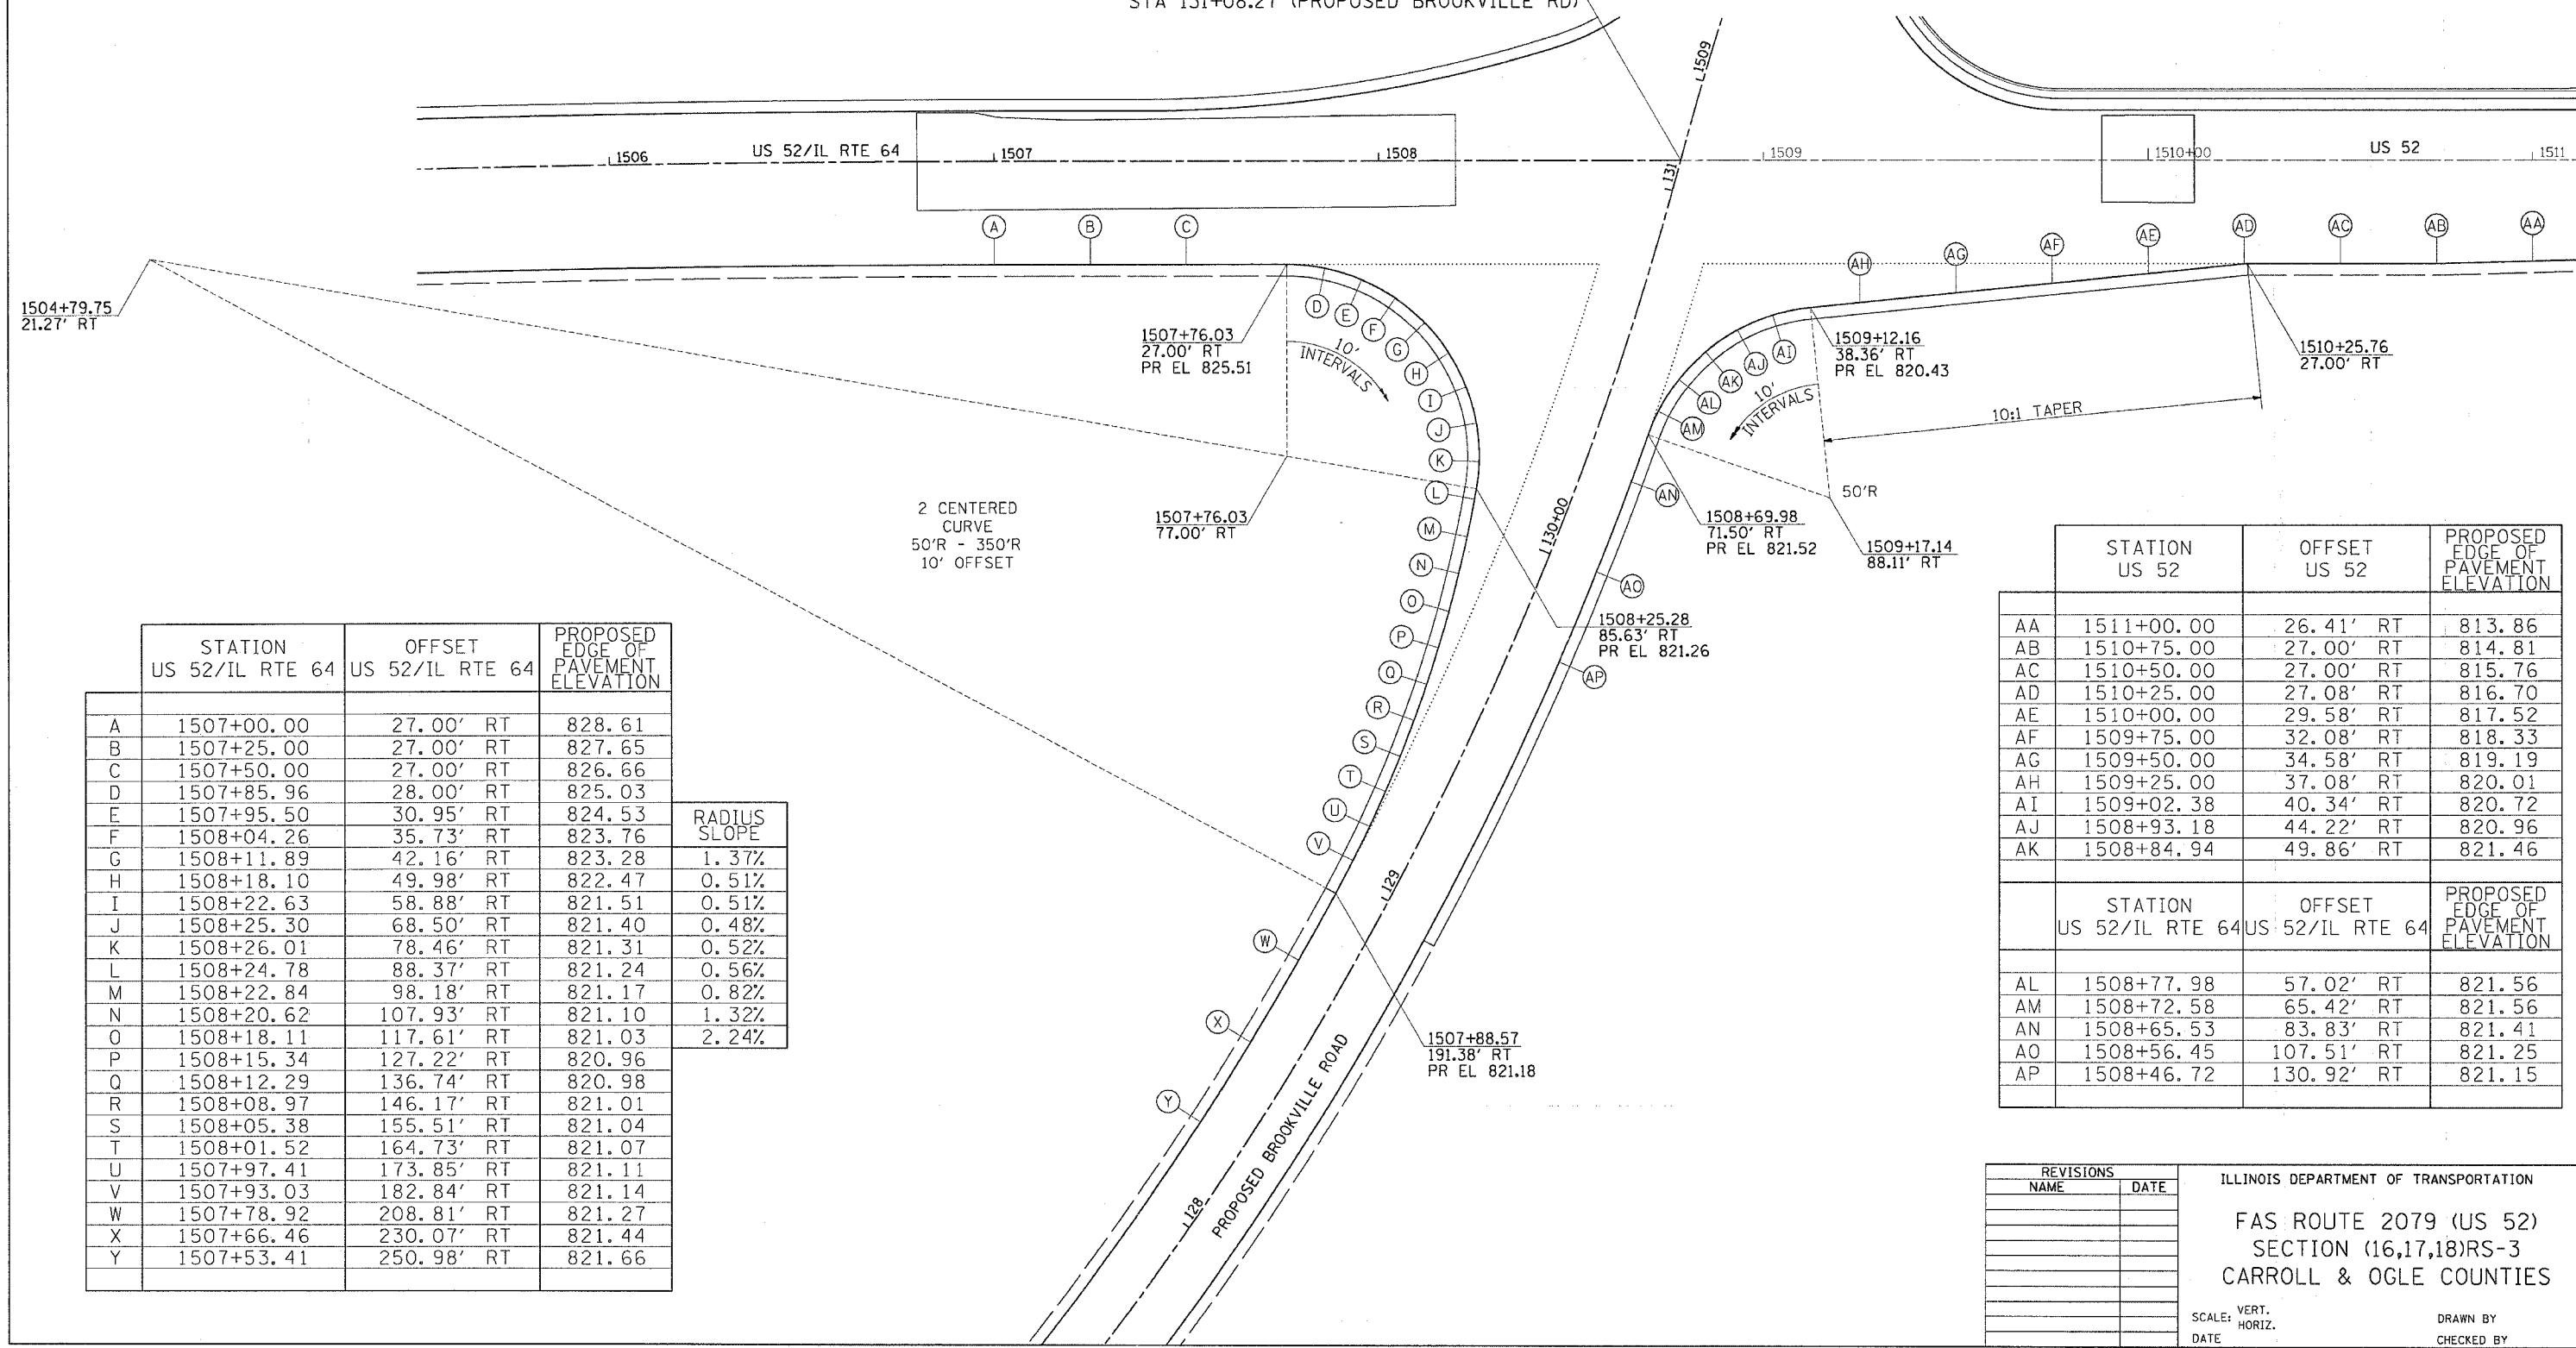 STA 131+08.27 (PROPOSED BROOKVILLE RD)
1509
1506
US 52/IL RTE 64
1507
1508
131
1509
1510+00
US 52
1511
A
B
C
AH
AG
AF
AE
AD
AC
AB
AA
1504+79.75
21.27' RT
1507+76.03
27.00' RT
PR EL 825.51
10'
INTERVALS
D
E
F
G
H
I
J
K
L
M
N
O
P
Q
R
S
T
U
V
W
X
Y
AI
AJ
AK
AL
AM
AN
AO
AP
10'
INTERVALS
1509+12.16
38.36' RT
PR EL 820.43
1510+25.76
27.00' RT
10:1 TAPER
50'R
2 CENTERED
CURVE
50'R - 350'R
10' OFFSET
1507+76.03
77.00' RT
130+00
1508+69.98
71.50' RT
PR EL 821.52
1509+17.14
88.11' RT
1508+25.28
85.63' RT
PR EL 821.26
129
1507+88.57
191.38' RT
PR EL 821.18
128
PROPOSED BROOKVILLE ROAD
STATION US 52/IL RTE 64 OFFSET US 52/IL RTE 64 PROPOSED EDGE OF PAVEMENT ELEVATION
RADIUS SLOPE
A 1507+00.00 27.00' RT 828.61
B 1507+25.00 27.00' RT 827.65
C 1507+50.00 27.00' RT 826.66
D 1507+85.96 28.00' RT 825.03
E 1507+95.50 30.95' RT 824.53
F 1508+04.26 35.73' RT 823.76
G 1508+11.89 42.16' RT 823.28 1.37%
H 1508+18.10 49.98' RT 822.47 0.51%
I 1508+22.63 58.88' RT 821.51 0.51%
J 1508+25.30 68.50' RT 821.40 0.48%
K 1508+26.01 78.46' RT 821.31 0.52%
L 1508+24.78 88.37' RT 821.24 0.56%
M 1508+22.84 98.18' RT 821.17 0.82%
N 1508+20.62 107.93' RT 821.10 1.32%
O 1508+18.11 117.61' RT 821.03 2.24%
P 1508+15.34 127.22' RT 820.96
Q 1508+12.29 136.74' RT 820.98
R 1508+08.97 146.17' RT 821.01
S 1508+05.38 155.51' RT 821.04
T 1508+01.52 164.73' RT 821.07
U 1507+97.41 173.85' RT 821.11
V 1507+93.03 182.84' RT 821.14
W 1507+78.92 208.81' RT 821.27
X 1507+66.46 230.07' RT 821.44
Y 1507+53.41 250.98' RT 821.66
STATION US 52 OFFSET US 52 PROPOSED EDGE OF PAVEMENT ELEVATION
AA 1511+00.00 26.41' RT 813.86
AB 1510+75.00 27.00' RT 814.81
AC 1510+50.00 27.00' RT 815.76
AD 1510+25.00 27.08' RT 816.70
AE 1510+00.00 29.58' RT 817.52
AF 1509+75.00 32.08' RT 818.33
AG 1509+50.00 34.58' RT 819.19
AH 1509+25.00 37.08' RT 820.01
AI 1509+02.38 40.34' RT 820.72
AJ 1508+93.18 44.22' RT 820.96
AK 1508+84.94 49.86' RT 821.46
STATION US 52/IL RTE 64 OFFSET US 52/IL RTE 64 PROPOSED EDGE OF PAVEMENT ELEVATION
AL 1508+77.98 57.02' RT 821.56
AM 1508+72.58 65.42' RT 821.56
AN 1508+65.53 83.83' RT 821.41
AO 1508+56.45 107.51' RT 821.25
AP 1508+46.72 130.92' RT 821.15
REVISIONS
NAME DATE
ILLINOIS DEPARTMENT OF TRANSPORTATION
FAS ROUTE 2079 (US 52)
SECTION (16,17,18)RS-3
CARROLL & OGLE COUNTIES
SCALE: VERT.
HORIZ.
DATE
DRAWN BY
CHECKED BY